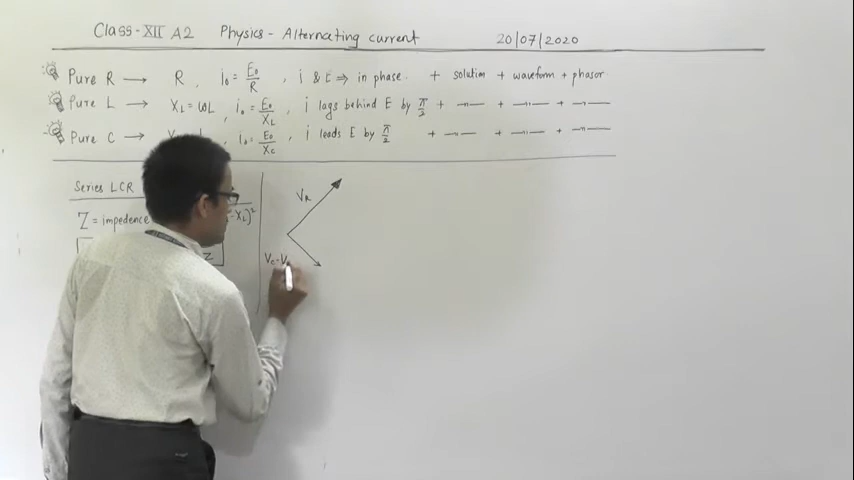 Class-XII A2 Physics - Alternating current 20/07/2020
Pure R → R, i₀ = E₀/R, i & E ⇒ in phase. + solution + waveform + phasor
Pure L → X_L = ωL, i₀ = E₀/X_L, i lags behind E by π/2 + —〃— + —〃— + —〃—
Pure C → i₀ = E₀/X_C, i leads E by π/2 + —〃— + —〃— + —〃—
Series LCR
Z = impedence -X_L)²
Z
V_R
V_C-V